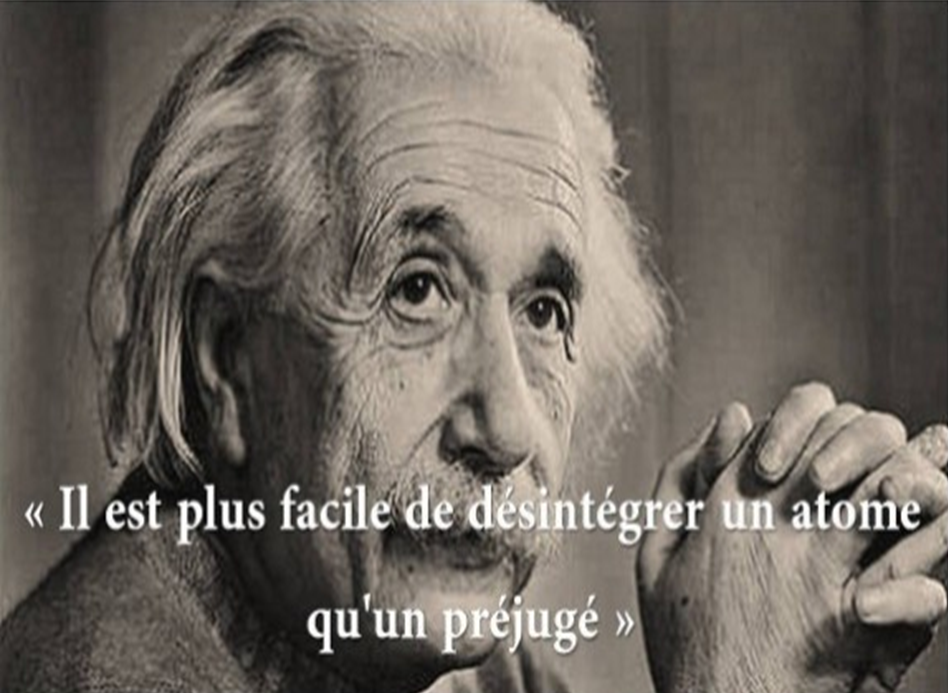 « Il est plus facile de désintégrer un atome
qu'un préjugé »